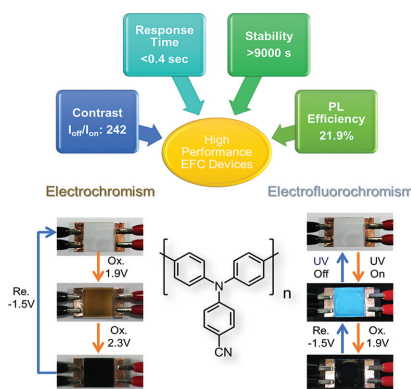 Response
Time
<0.4 sec
Stability
>9000 s
Contrast
Ioff/Ion: 242
PL
Efficiency
21.9%
High
Performance
EFC Devices
Electrochromism
Electrofluorochromism
Re.
-1.5V
Ox.
1.9V
Ox.
2.3V
N
n
CN
UV
Off
UV
On
Re.
-1.5V
Ox.
1.9V